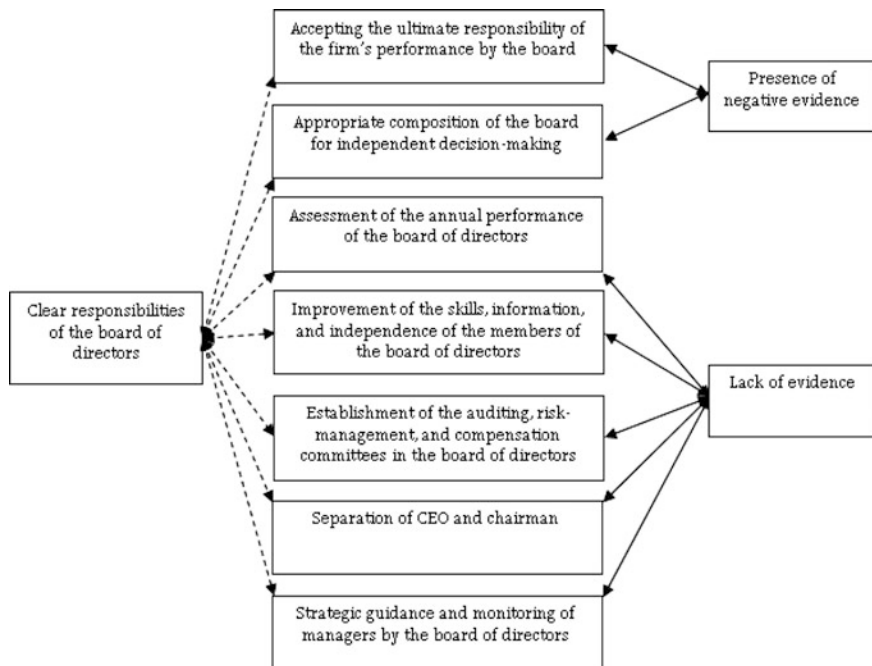 Accepting the ultimate responsibility of
the firm's performance by the board
Presence of
negative evidence
Appropriate composition of the board
for independent decision-making
Assessment of the annual performance
of the board of directors
Clear responsibilities
of the board of
directors
Improvement of the skills, information,
and independence of the members of
the board of directors
Lack of evidence
Establishment of the auditing, risk-
management, and compensation
committees in the board of directors
Separation of CEO and chairman
Strategic guidance and monitoring of
managers by the board of directors